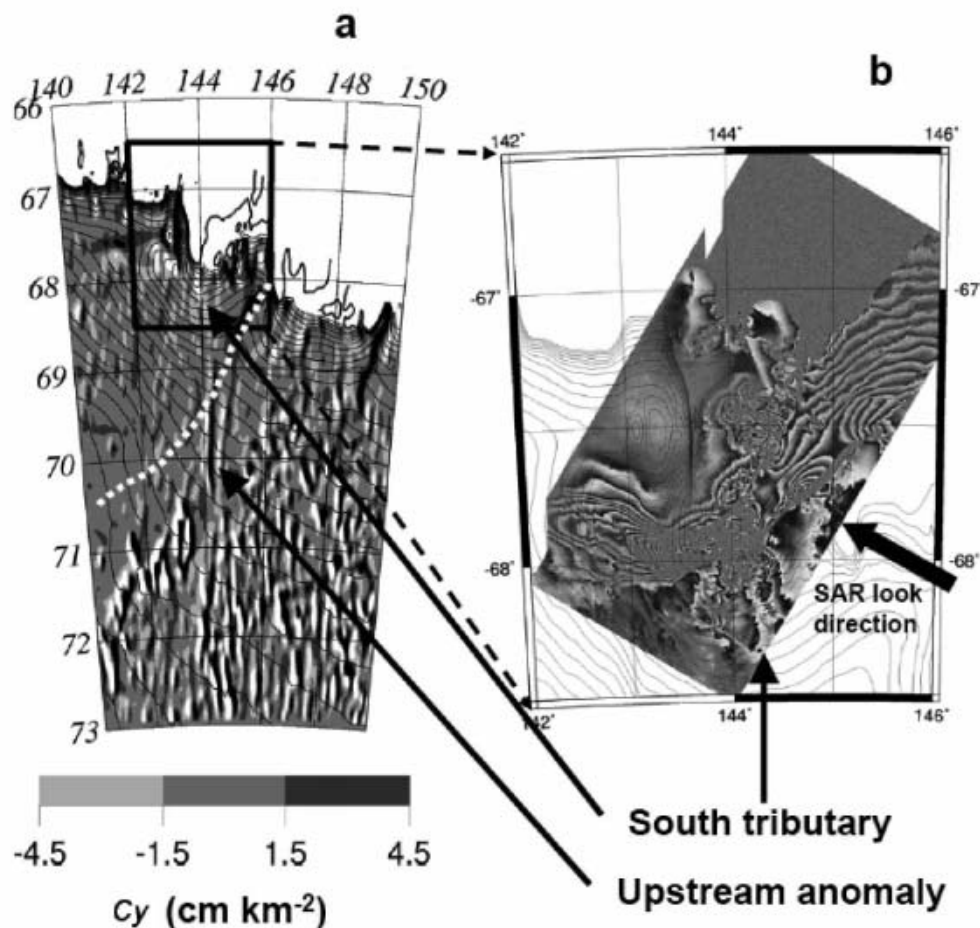 a
140 142 144 146 148 150
66
67
68
69
70
71
72
73
b
142° 144° 146°
-67° -67°
-68° -68°
142° 144° 146°
SAR look
direction
-4.5 -1.5 1.5 4.5
Cy (cm km-2)
South tributary
Upstream anomaly